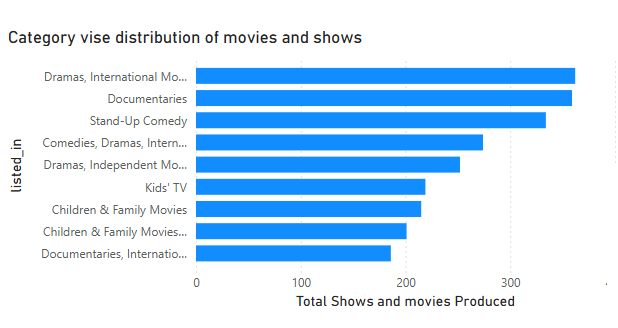 Category vise distribution of movies and shows
Dramas, International Mo...
Documentaries
Stand-Up Comedy
Comedies, Dramas, Intern...
Dramas, Independent Mo...
Kids' TV
Children & Family Movies
Children & Family Movies...
Documentaries, Internatio...
listed_in
0 100 200 300
Total Shows and movies Produced